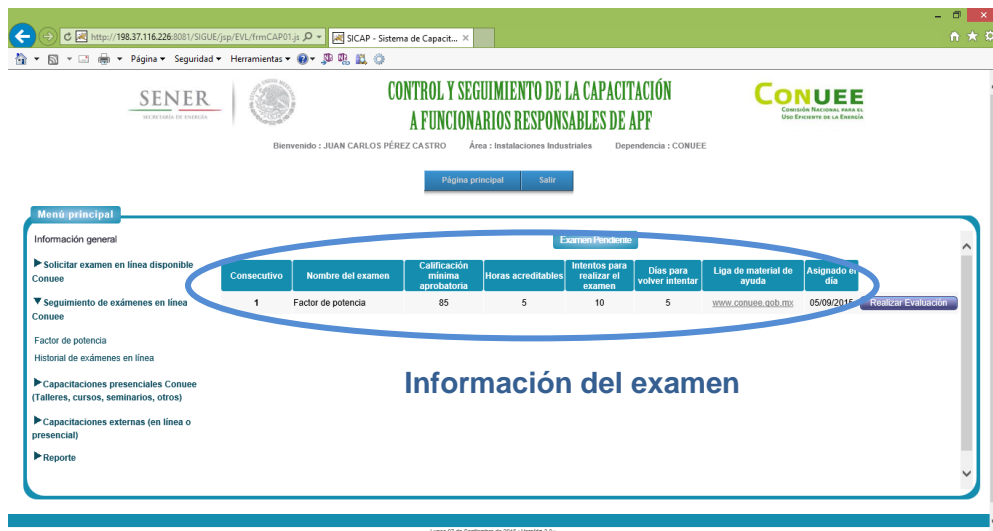 http://198.37.116.226:8081/SIGUE/jsp/EVL/frmCAP01.js
SICAP - Sistema de Capacit...
Página Seguridad Herramientas
SENER
SECRETARÍA DE ENERGÍA
CONTROL Y SEGUIMIENTO DE LA CAPACITACIÓN
A FUNCIONARIOS RESPONSABLES DE APF
CONUEE
COMISIÓN NACIONAL PARA EL
USO EFICIENTE DE LA ENERGÍA
Bienvenido : JUAN CARLOS PÉREZ CASTRO Área : Instalaciones Industriales Dependencia : CONUEE
Página principal Salir
Menú principal
Información general
▶Solicitar examen en línea disponible
Conuee
▼Seguimiento de exámenes en línea
Conuee
Factor de potencia
Historial de exámenes en línea
▶Capacitaciones presenciales Conuee
(Talleres, cursos, seminarios, otros)
▶Capacitaciones externas (en línea o
presencial)
▶Reporte
Examen Pendiente
Consecutivo Nombre del examen Calificación mínima aprobatoria Horas acreditables Intentos para realizar el examen Días para volver intentar Liga de material de ayuda Asignado el día
1 Factor de potencia 85 5 10 5 www.conuee.gob.mx 05/09/2015 Realizar Evaluación
Información del examen